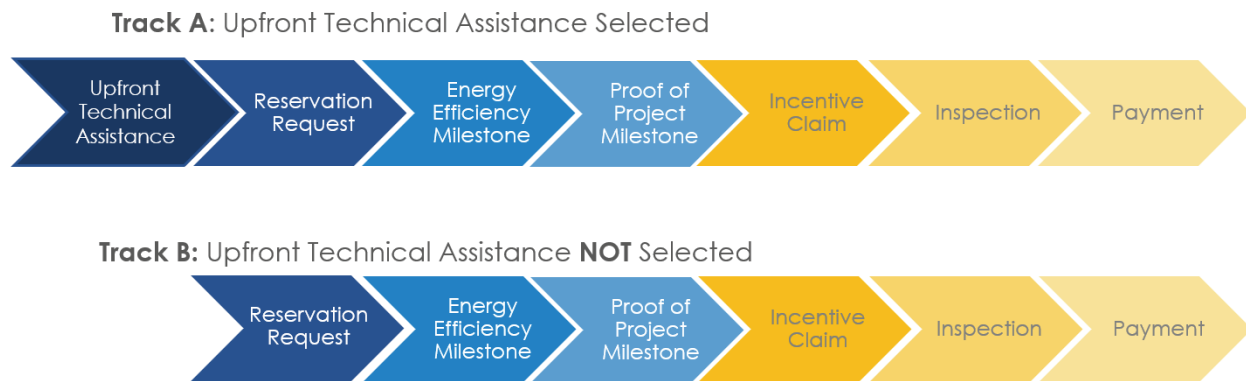 Track A: Upfront Technical Assistance Selected
Upfront
Technical
Assistance
Reservation
Request
Energy
Efficiency
Milestone
Proof of
Project
Milestone
Incentive
Claim
Inspection
Payment
Track B: Upfront Technical Assistance NOT Selected
Reservation
Request
Energy
Efficiency
Milestone
Proof of
Project
Milestone
Incentive
Claim
Inspection
Payment